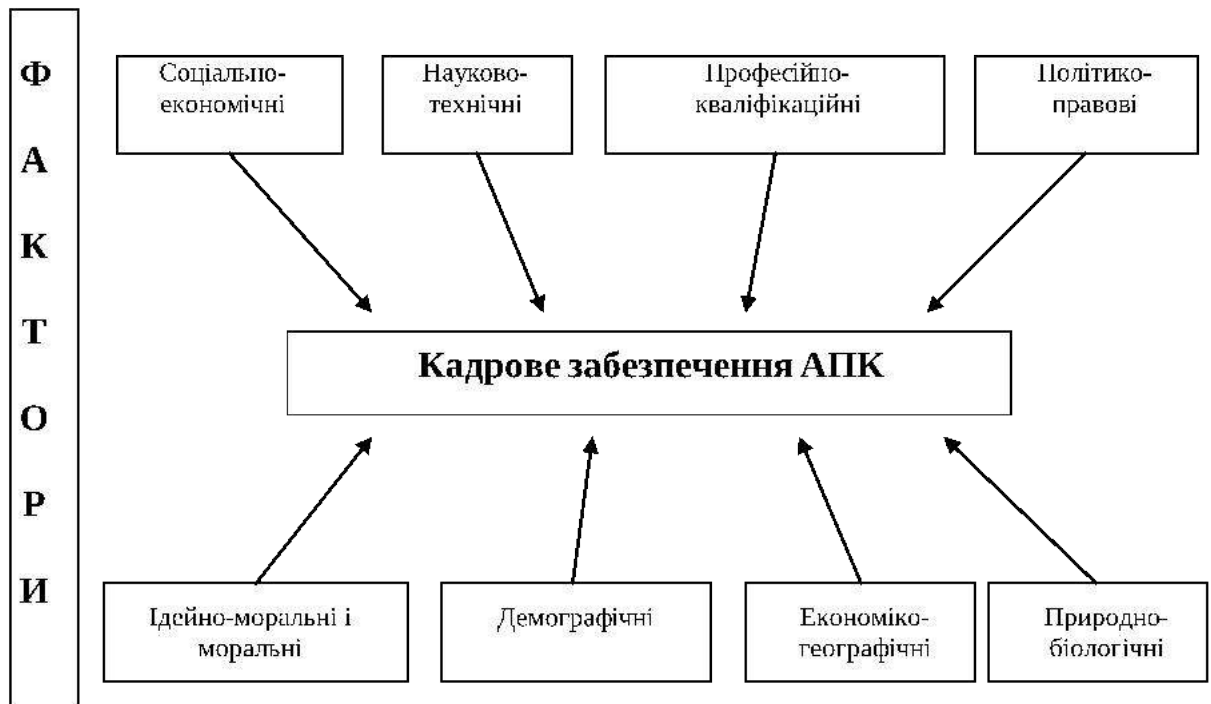 ФАКТОРИ
Соціально-
економічні
Науково-
технічні
Професійно-
кваліфікаційні
Політико-
правові
Кадрове забезпечення АПК
Ідейно-моральні і
моральні
Демографічні
Економіко-
географічні
Природно-
біологічні